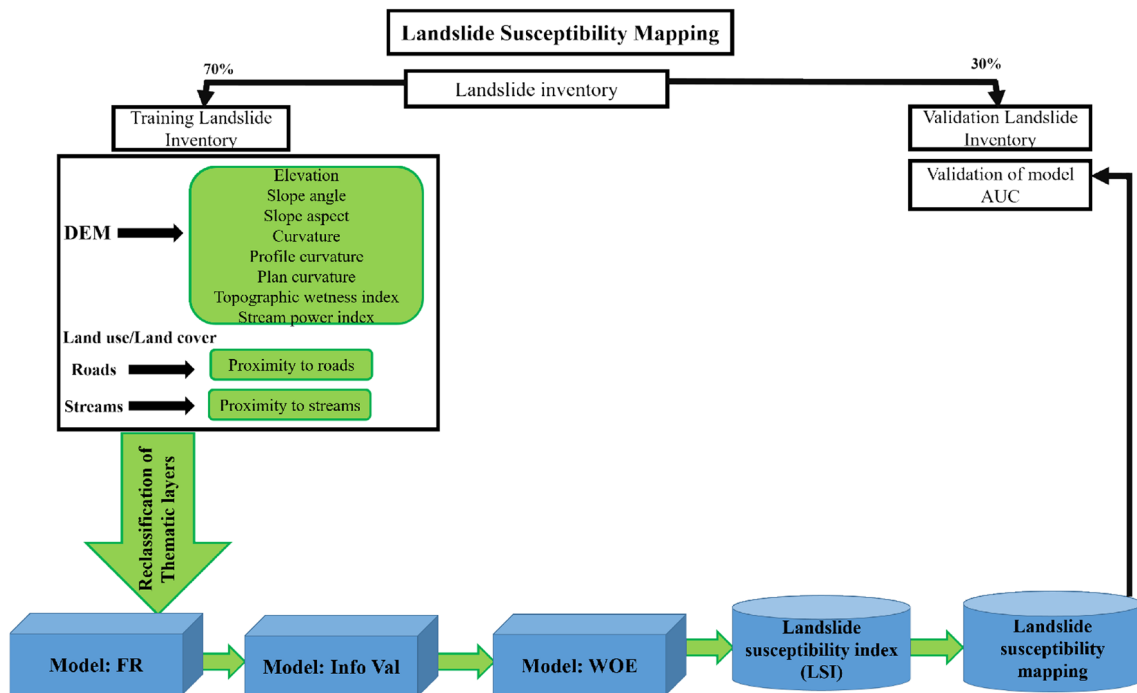 Landslide Susceptibility Mapping
70%
30%
Landslide inventory
Training Landslide
Inventory
Validation Landslide
Inventory
Validation of model
AUC
DEM
Elevation
Slope angle
Slope aspect
Curvature
Profile curvature
Plan curvature
Topographic wetness index
Stream power index
Land use/Land cover
Roads
Proximity to roads
Streams
Proximity to streams
Reclassification of
Thematic layers
Model: FR
Model: Info Val
Model: WOE
Landslide
susceptibility index
(LSI)
Landslide
susceptibility
mapping